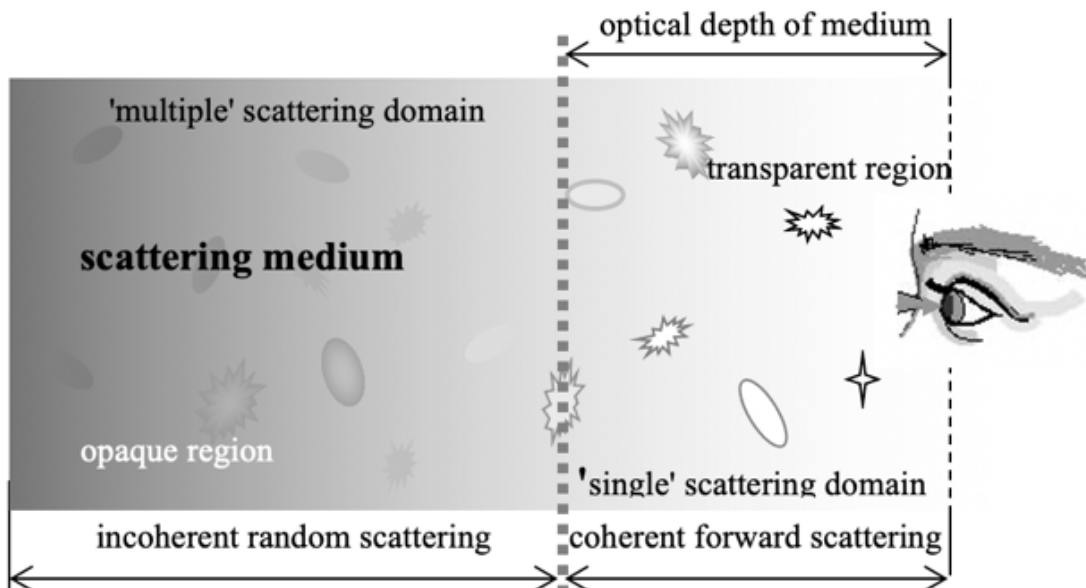 optical depth of medium
'multiple' scattering domain
transparent region
scattering medium
opaque region
'single' scattering domain
incoherent random scattering
coherent forward scattering